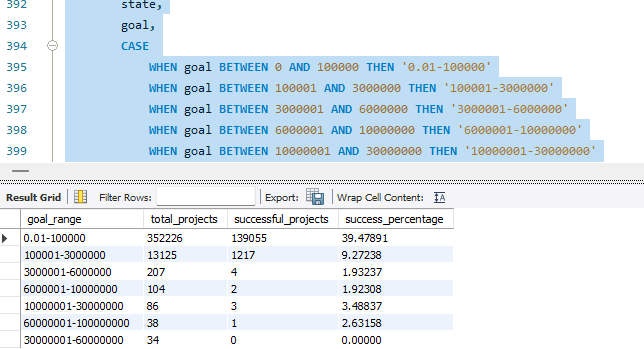 392 state,
393 goal,
394 CASE
395 WHEN goal BETWEEN 0 AND 100000 THEN '0.01-100000'
396 WHEN goal BETWEEN 100001 AND 3000000 THEN '100001-3000000'
397 WHEN goal BETWEEN 3000001 AND 6000000 THEN '3000001-6000000'
398 WHEN goal BETWEEN 6000001 AND 10000000 THEN '6000001-10000000'
399 WHEN goal BETWEEN 10000001 AND 30000000 THEN '10000001-30000000'
Result Grid Filter Rows: Export: Wrap Cell Content:
goal_range total_projects successful_projects success_percentage
0.01-100000 352226 139055 39.47891
100001-3000000 13125 1217 9.27238
3000001-6000000 207 4 1.93237
6000001-10000000 104 2 1.92308
10000001-30000000 86 3 3.48837
60000001-100000000 38 1 2.63158
30000001-60000000 34 0 0.00000